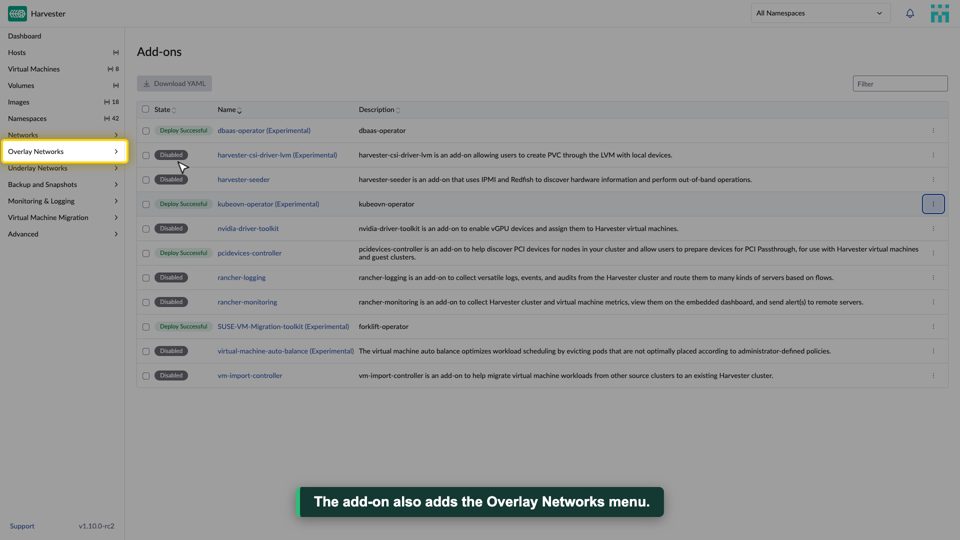 Harvester
All Namespaces
Dashboard
Hosts
Virtual Machines 8
Volumes
Images 18
Namespaces 42
Networks
Overlay Networks
Underlay Networks
Backup and Snapshots
Monitoring & Logging
Virtual Machine Migration
Advanced
Support v1.10.0-rc2
Add-ons
Download YAML
Filter
State Name Description
Deploy Successful dbaas-operator (Experimental) dbaas-operator
Disabled harvester-csi-driver-lvm (Experimental) harvester-csi-driver-lvm is an add-on allowing users to create PVC through the LVM with local devices.
Disabled harvester-seeder harvester-seeder is an add-on that uses IPMI and Redfish to discover hardware information and perform out-of-band operations.
Deploy Successful kubeovn-operator (Experimental) kubeovn-operator
Disabled nvidia-driver-toolkit nvidia-driver-toolkit is an add-on to enable vGPU devices and assign them to Harvester virtual machines.
Deploy Successful pcidevices-controller pcidevices-controller is an add-on to help discover PCI devices for nodes in your cluster and allow users to prepare devices for PCI Passthrough, for use with Harvester virtual machines
and guest clusters.
Disabled rancher-logging rancher-logging is an add-on to collect versatile logs, events, and audits from the Harvester cluster and route them to many kinds of servers based on flows.
Disabled rancher-monitoring rancher-monitoring is an add-on to collect Harvester cluster and virtual machine metrics, view them on the embedded dashboard, and send alert(s) to remote servers.
Deploy Successful SUSE-VM-Migration-toolkit (Experimental) forklift-operator
Disabled virtual-machine-auto-balance (Experimental) The virtual machine auto balance optimizes workload scheduling by evicting pods that are not optimally placed according to administrator-defined policies.
Disabled vm-import-controller vm-import-controller is an add-on to help migrate virtual machine workloads from other source clusters to an existing Harvester cluster.
The add-on also adds the Overlay Networks menu.